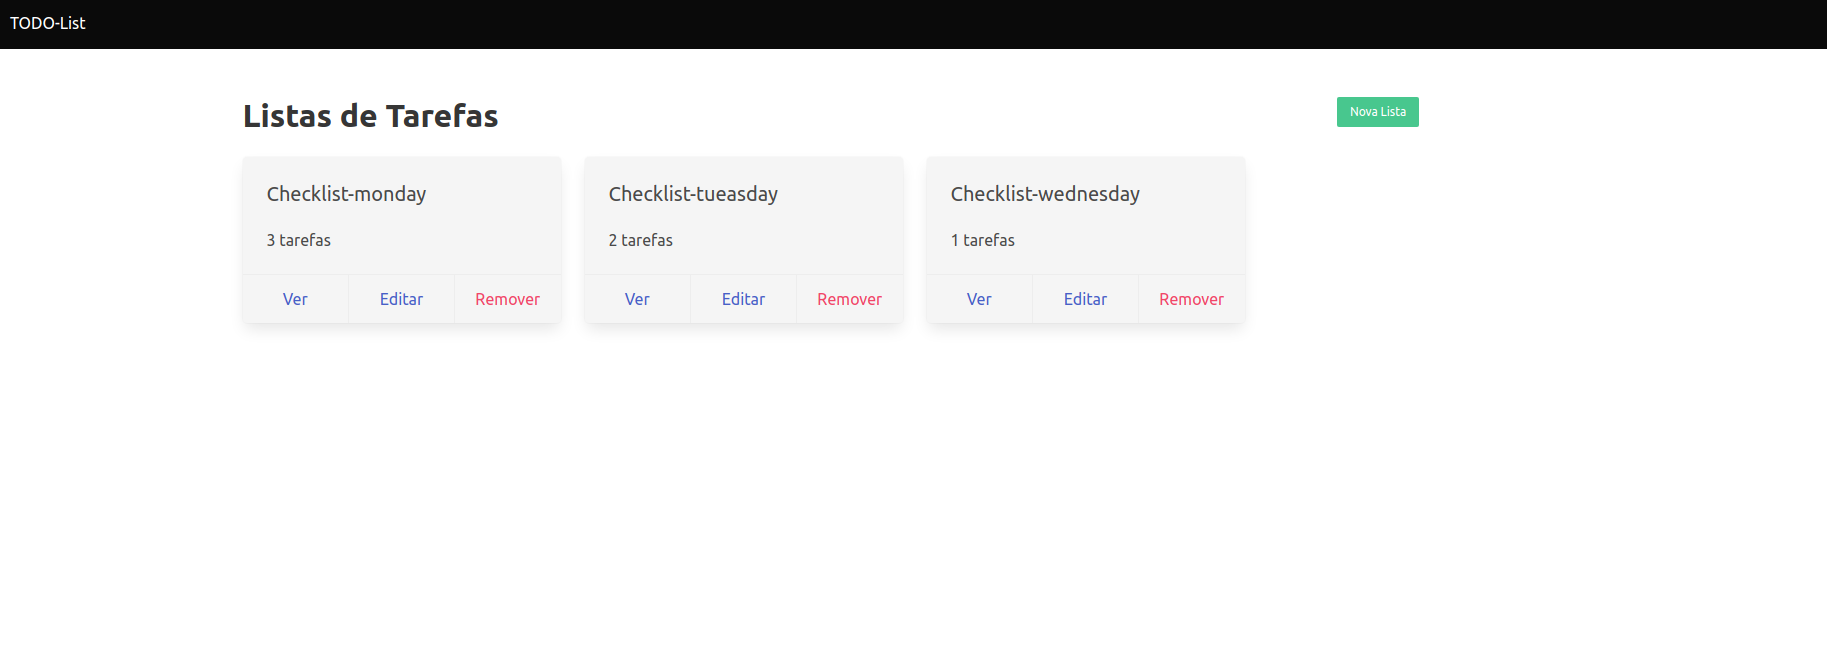 TODO-List
Listas de Tarefas
Nova Lista
Checklist-monday
3 tarefas
Ver Editar Remover
Checklist-tueasday
2 tarefas
Ver Editar Remover
Checklist-wednesday
1 tarefas
Ver Editar Remover